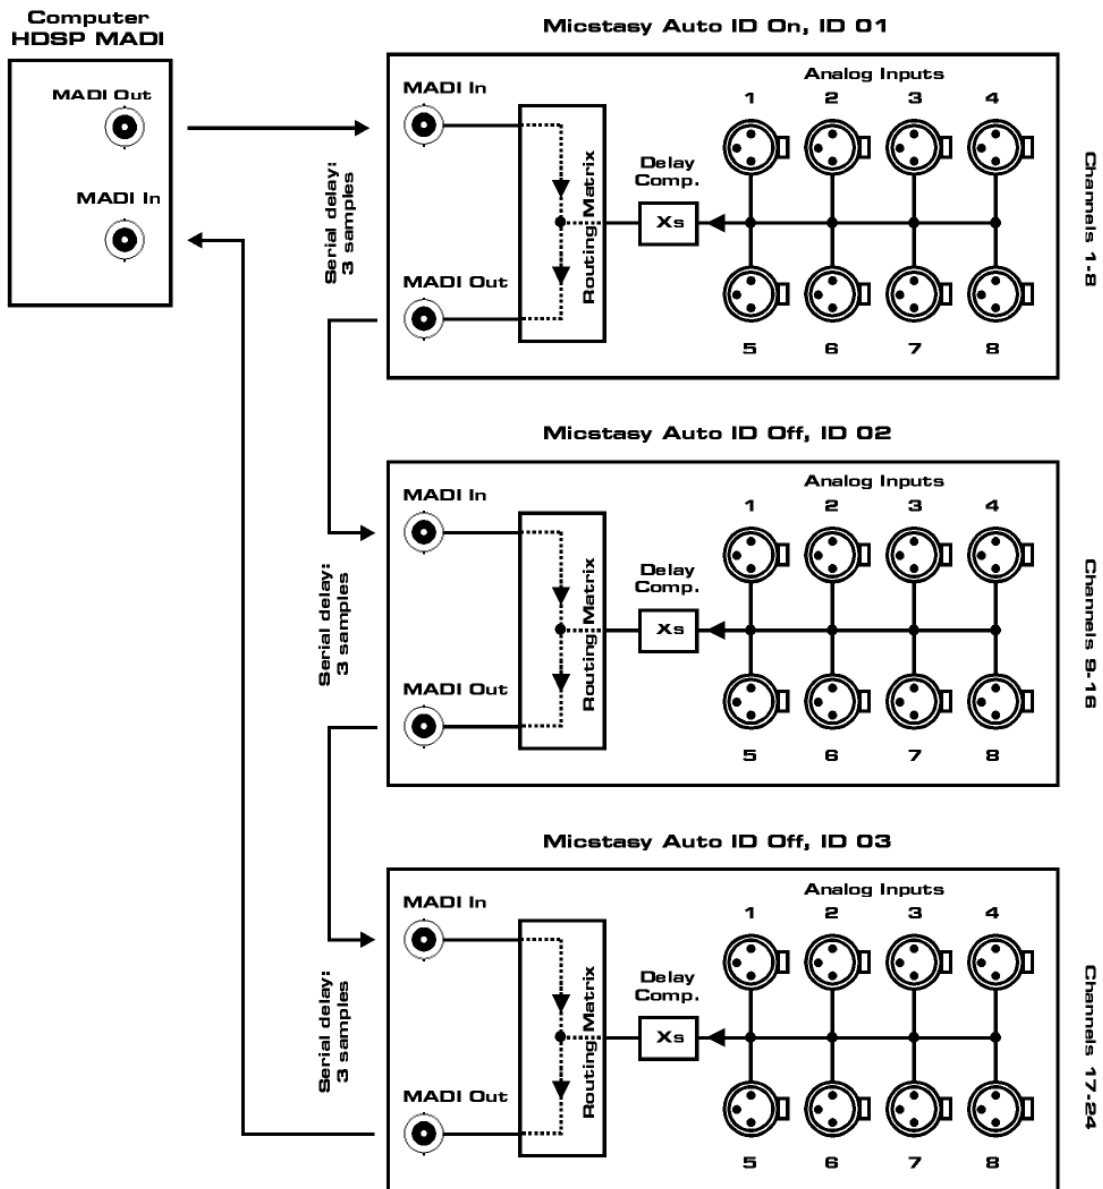 Computer
HDSP MADI
MADI Out
MADI In
Micstasy Auto ID On, ID 01
MADI In
Analog Inputs
1 2 3 4
Delay
Comp.
Xs
Routing Matrix
MADI Out
5 6 7 8
Channels 1-8
Serial delay:
3 samples
Micstasy Auto ID Off, ID 02
MADI In
Analog Inputs
1 2 3 4
Delay
Comp.
Xs
Routing Matrix
MADI Out
5 6 7 8
Channels 9-16
Serial delay:
3 samples
Micstasy Auto ID Off, ID 03
MADI In
Analog Inputs
1 2 3 4
Delay
Comp.
Xs
Routing Matrix
MADI Out
5 6 7 8
Channels 17-24
Serial delay:
3 samples